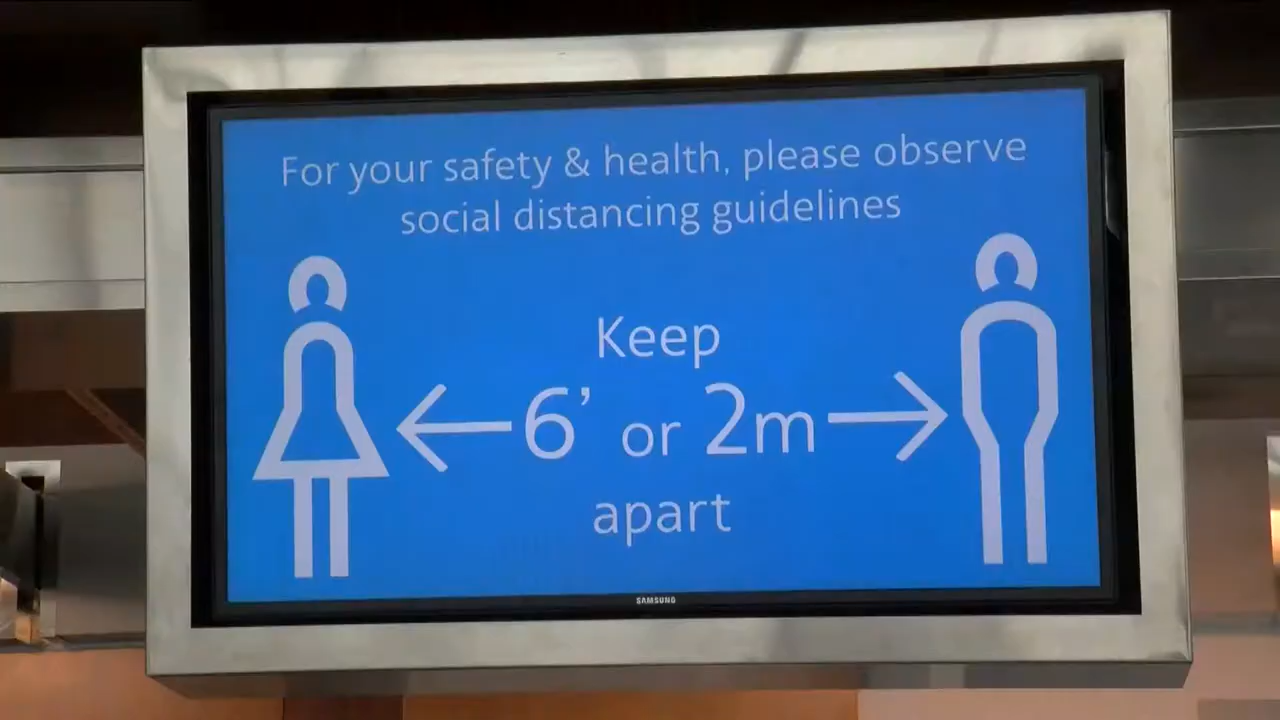 For your safety & health, please observe
social distancing guidelines
Keep
6’ or 2m
apart
SAMSUNG